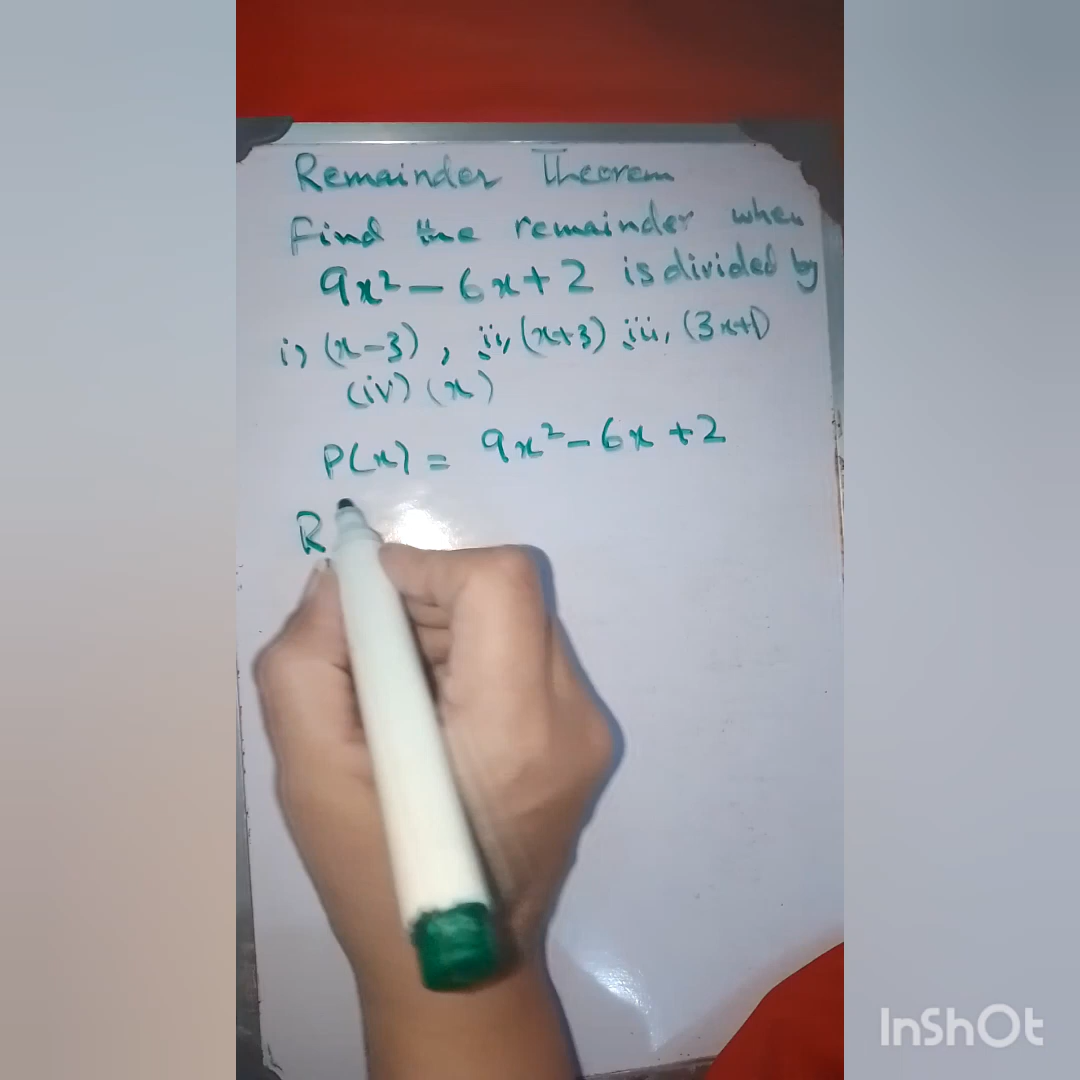 Remainder Theorem
Find the remainder when
9x² - 6x + 2 is divided by
i, (x-3), ii, (x+3) iii, (3x+1)
(iv) (x)
P(x) = 9x² - 6x + 2
R
InShOt